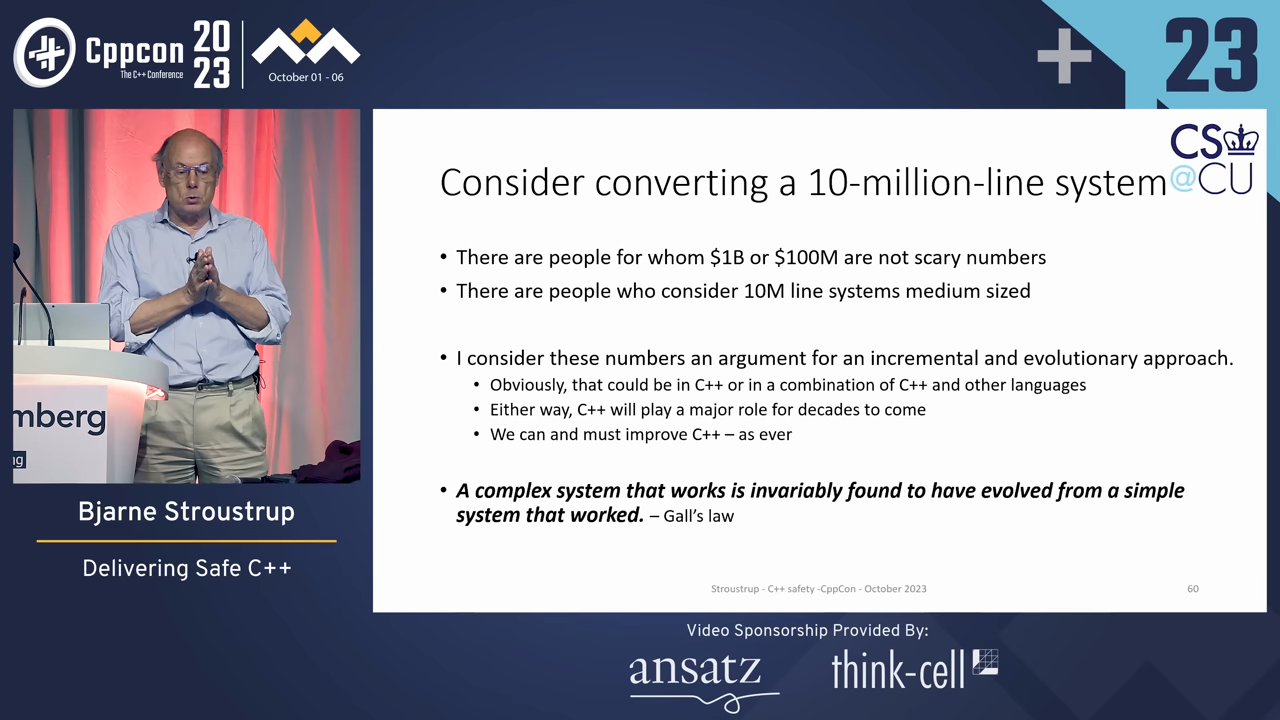 Cppcon
The C++ Conference
20
23
October 01 - 06
23
CS
@CU
mberg
ng
Bjarne Stroustrup
Delivering Safe C++
Consider converting a 10-million-line system
• There are people for whom $1B or $100M are not scary numbers
• There are people who consider 10M line systems medium sized
• I consider these numbers an argument for an incremental and evolutionary approach.
• Obviously, that could be in C++ or in a combination of C++ and other languages
• Either way, C++ will play a major role for decades to come
• We can and must improve C++ – as ever
• A complex system that works is invariably found to have evolved from a simple
system that worked. – Gall's law
Stroustrup - C++ safety -CppCon - October 2023
60
Video Sponsorship Provided By:
ansatz
think-cell